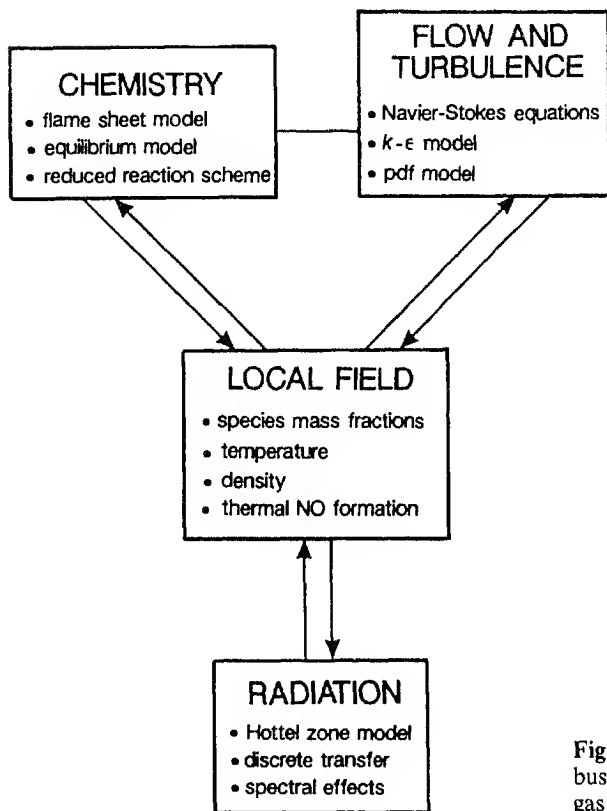 CHEMISTRY
• flame sheet model
• equilibrium model
• reduced reaction scheme
FLOW AND
TURBULENCE
• Navier-Stokes equations
• k-ε model
• pdf model
LOCAL FIELD
• species mass fractions
• temperature
• density
• thermal NO formation
RADIATION
• Hottel zone model
• discrete transfer
• spectral effects
Fig
bus
gas